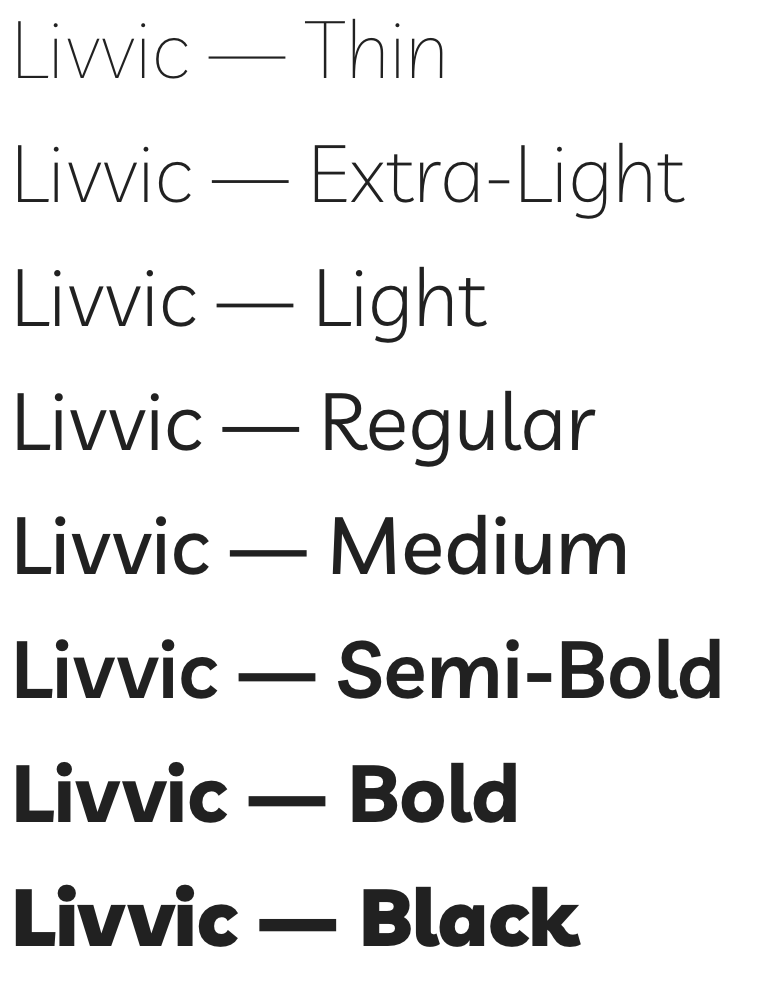 Livvic — Thin
Livvic — Extra-Light
Livvic — Light
Livvic — Regular
Livvic — Medium
Livvic — Semi-Bold
Livvic — Bold
Livvic — Black